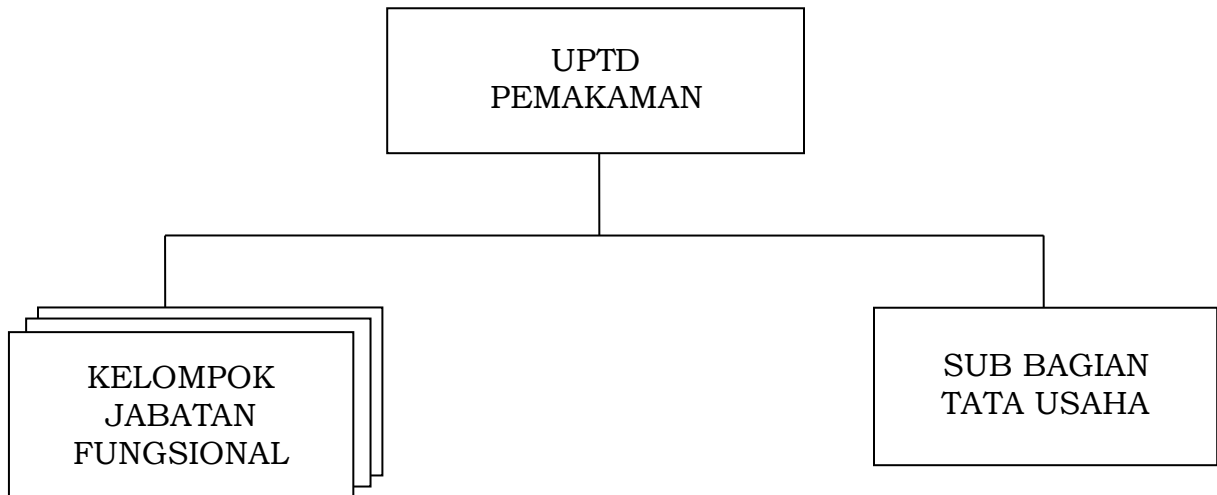 UPTD
PEMAKAMAN
KELOMPOK
JABATAN
FUNGSIONAL
SUB BAGIAN
TATA USAHA